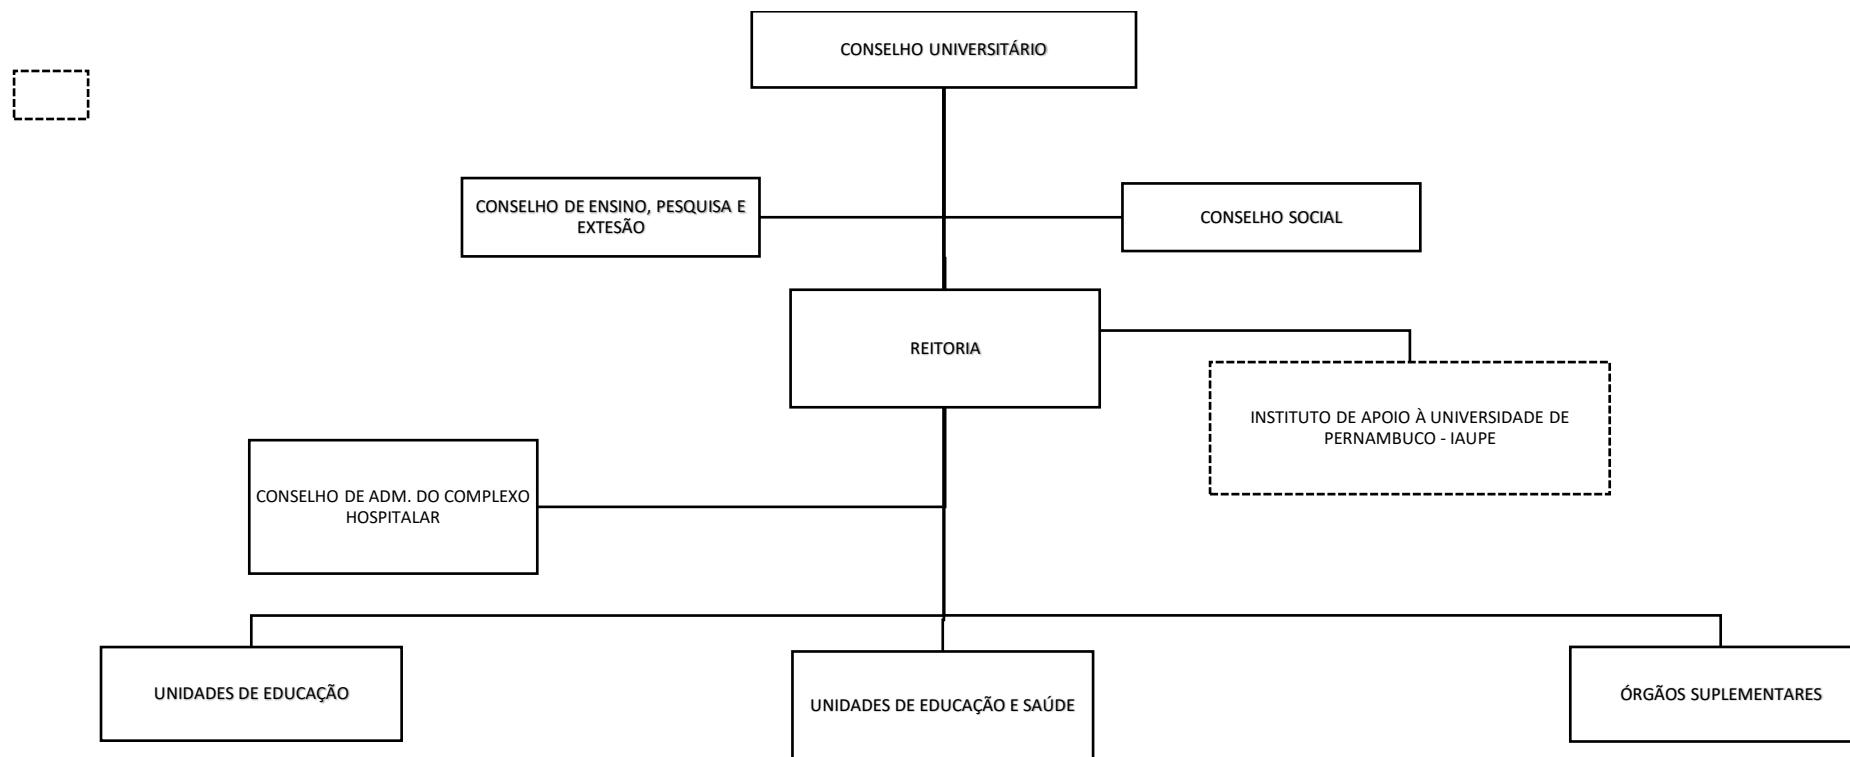 CONSELHO UNIVERSITÁRIO
CONSELHO DE ENSINO, PESQUISA E
EXTESÃO
CONSELHO SOCIAL
REITORIA
INSTITUTO DE APOIO À UNIVERSIDADE DE
PERNAMBUCO - IAUPE
CONSELHO DE ADM. DO COMPLEXO
HOSPITALAR
UNIDADES DE EDUCAÇÃO
UNIDADES DE EDUCAÇÃO E SAÚDE
ÓRGÃOS SUPLEMENTARES